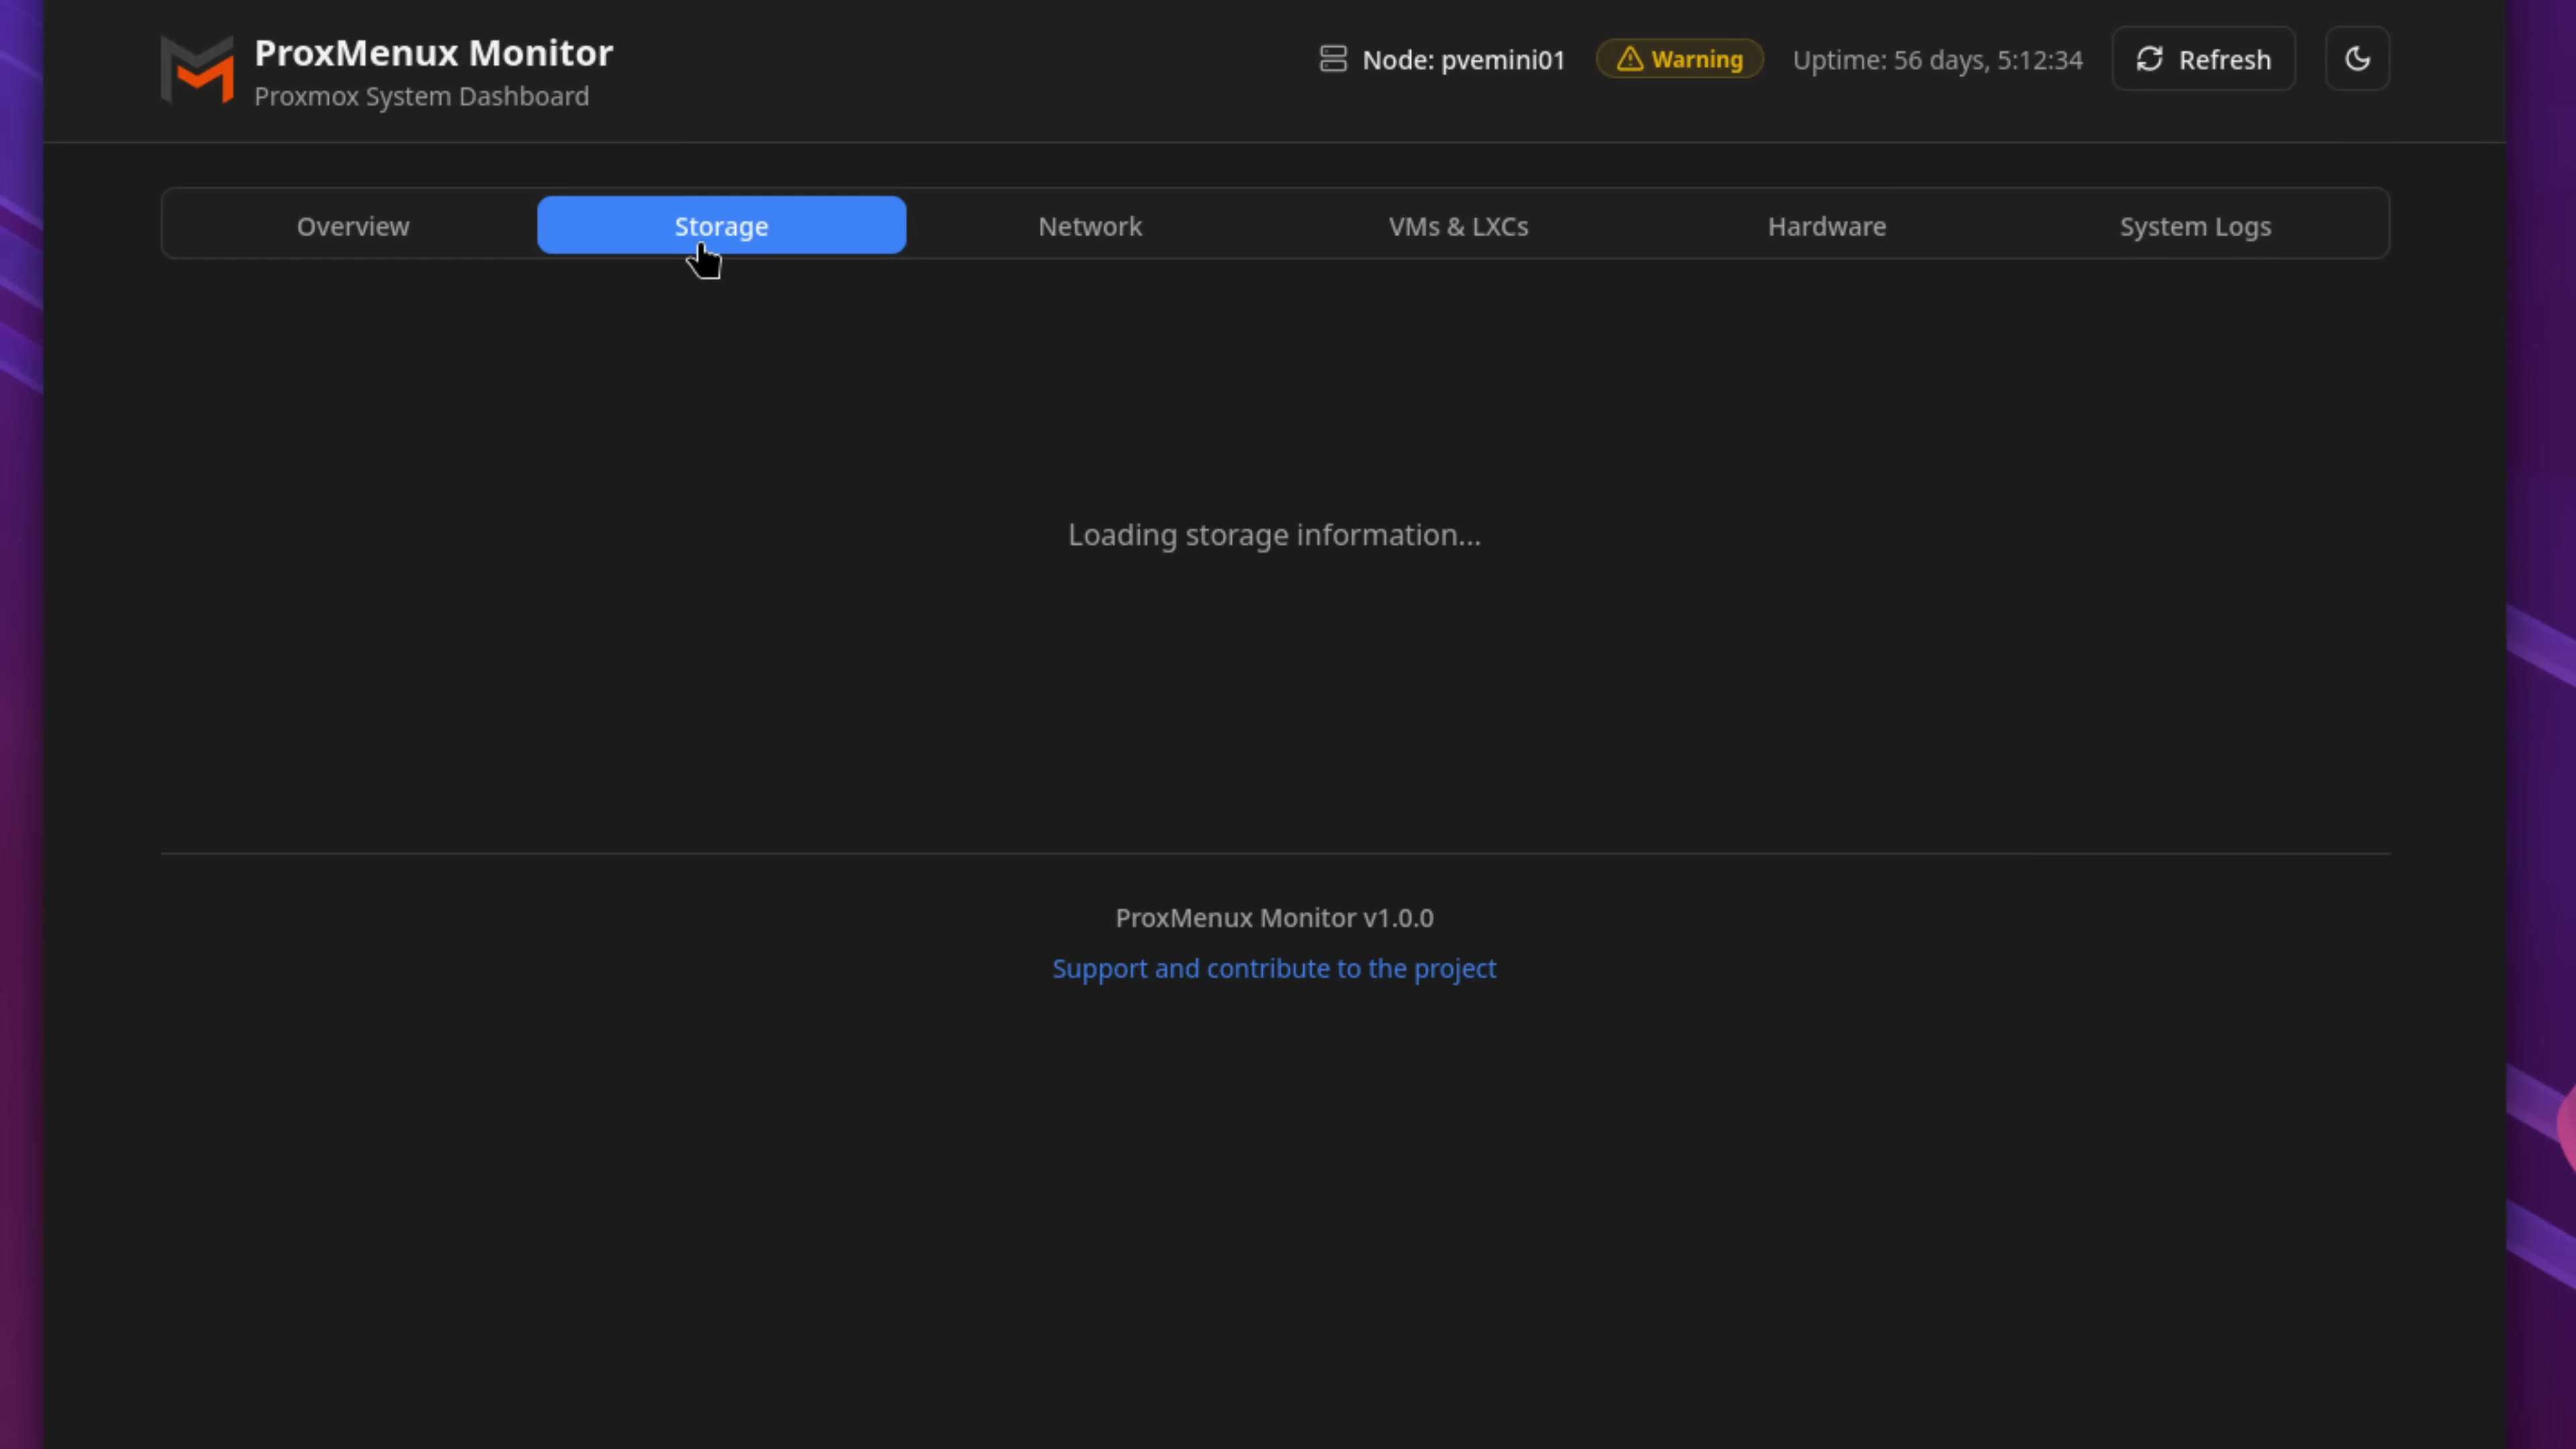 ProxMenux Monitor
Proxmox System Dashboard
Node: pvemini01
Warning
Uptime: 56 days, 5:12:34
Refresh
Overview
Storage
Network
VMs & LXCs
Hardware
System Logs
Loading storage information...
ProxMenux Monitor v1.0.0
Support and contribute to the project